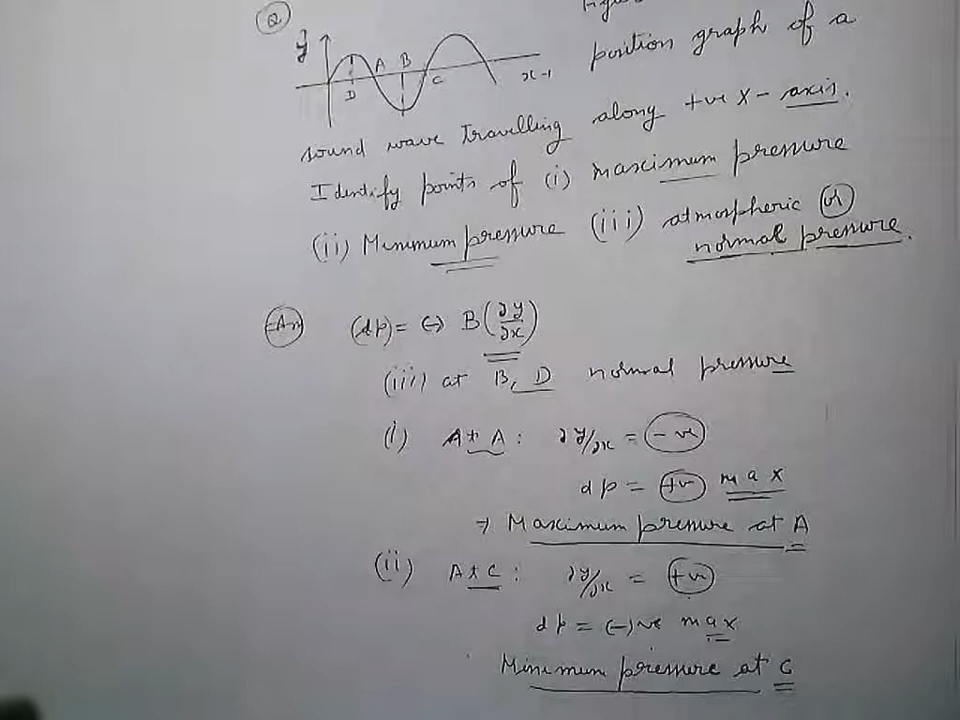 Q
y
A B
D C
position graph of a
sound wave travelling along +ve x-axis.
Identify points of (i) maximum pressure
(ii) Minimum pressure (iii) atmospheric or
normal pressure.
Ans (dp) = (-) B(∂y/∂x)
(iii) at B, D normal pressure
(i) At A : ∂y/∂x = -ve
dp = +ve max
→ Maximum pressure at A
(ii) At C : ∂y/∂x = +ve
dp = (-)ve max
Minimum pressure at C